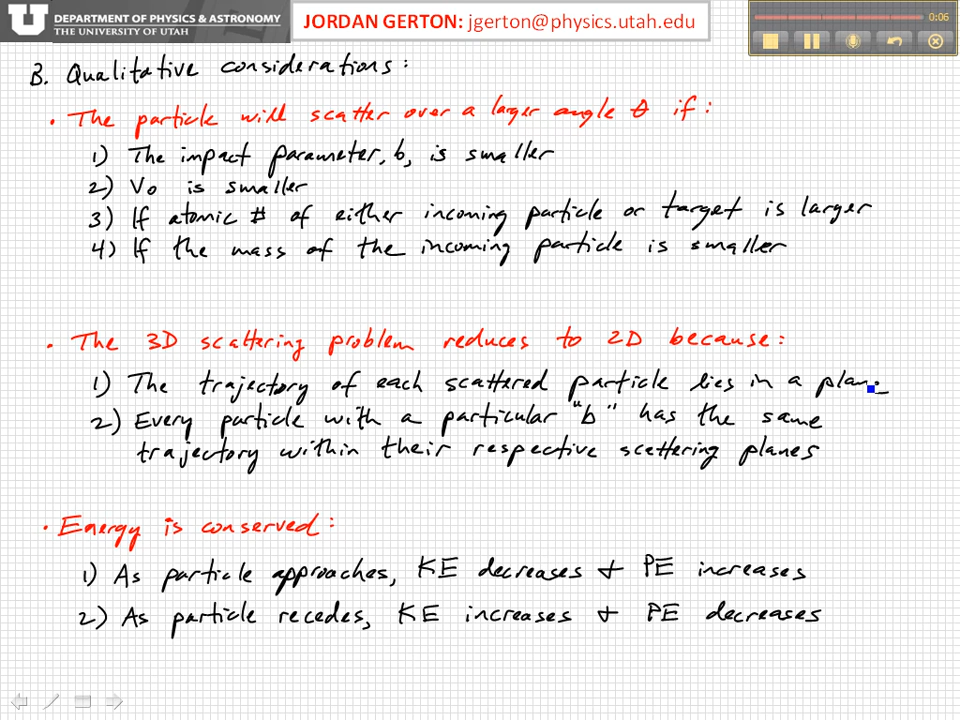 U DEPARTMENT OF PHYSICS & ASTRONOMY
THE UNIVERSITY OF UTAH
JORDAN GERTON: jgerton@physics.utah.edu
0:06
B. Qualitative considerations:
• The particle will scatter over a larger angle θ if:
1) The impact parameter, b, is smaller
2) V₀ is smaller
3) If atomic # of either incoming particle or target is larger
4) If the mass of the incoming particle is smaller
• The 3D scattering problem reduces to 2D because:
1) The trajectory of each scattered particle lies in a plane
2) Every particle with a particular "b" has the same
trajectory within their respective scattering planes
• Energy is conserved:
1) As particle approaches, KE decreases & PE increases
2) As particle recedes, KE increases & PE decreases